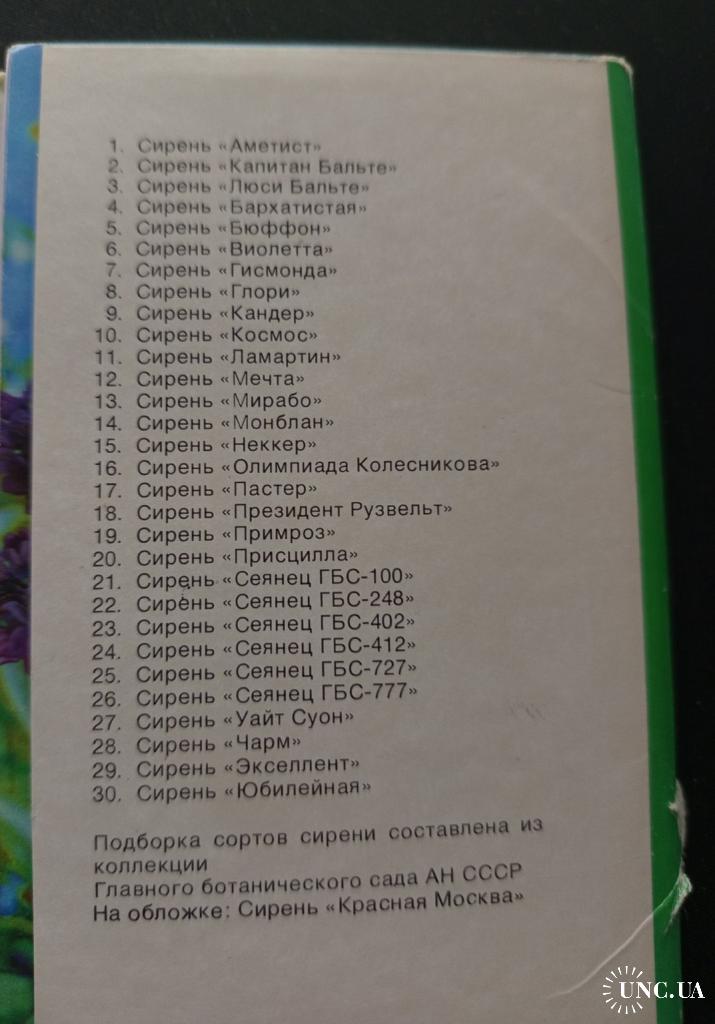 1. Сирень «Аметист»
2. Сирень «Капитан Бальте»
3. Сирень «Люси Бальте»
4. Сирень «Бархатистая»
5. Сирень «Бюффон»
6. Сирень «Виолетта»
7. Сирень «Гисмонда»
8. Сирень «Глори»
9. Сирень «Кандер»
10. Сирень «Космос»
11. Сирень «Ламартин»
12. Сирень «Мечта»
13. Сирень «Мирабо»
14. Сирень «Монблан»
15. Сирень «Неккер»
16. Сирень «Олимпиада Колесникова»
17. Сирень «Пастер»
18. Сирень «Президент Рузвельт»
19. Сирень «Примроз»
20. Сирень «Присцилла»
21. Сирень «Сеянец ГБС-100»
22. Сирень «Сеянец ГБС-248»
23. Сирень «Сеянец ГБС-402»
24. Сирень «Сеянец ГБС-412»
25. Сирень «Сеянец ГБС-727»
26. Сирень «Сеянец ГБС-777»
27. Сирень «Уайт Суон»
28. Сирень «Чарм»
29. Сирень «Экселлент»
30. Сирень «Юбилейная»
Подборка сортов сирени составлена из
коллекции
Главного ботанического сада АН СССР
На обложке: Сирень «Красная Москва»
UNC.UA